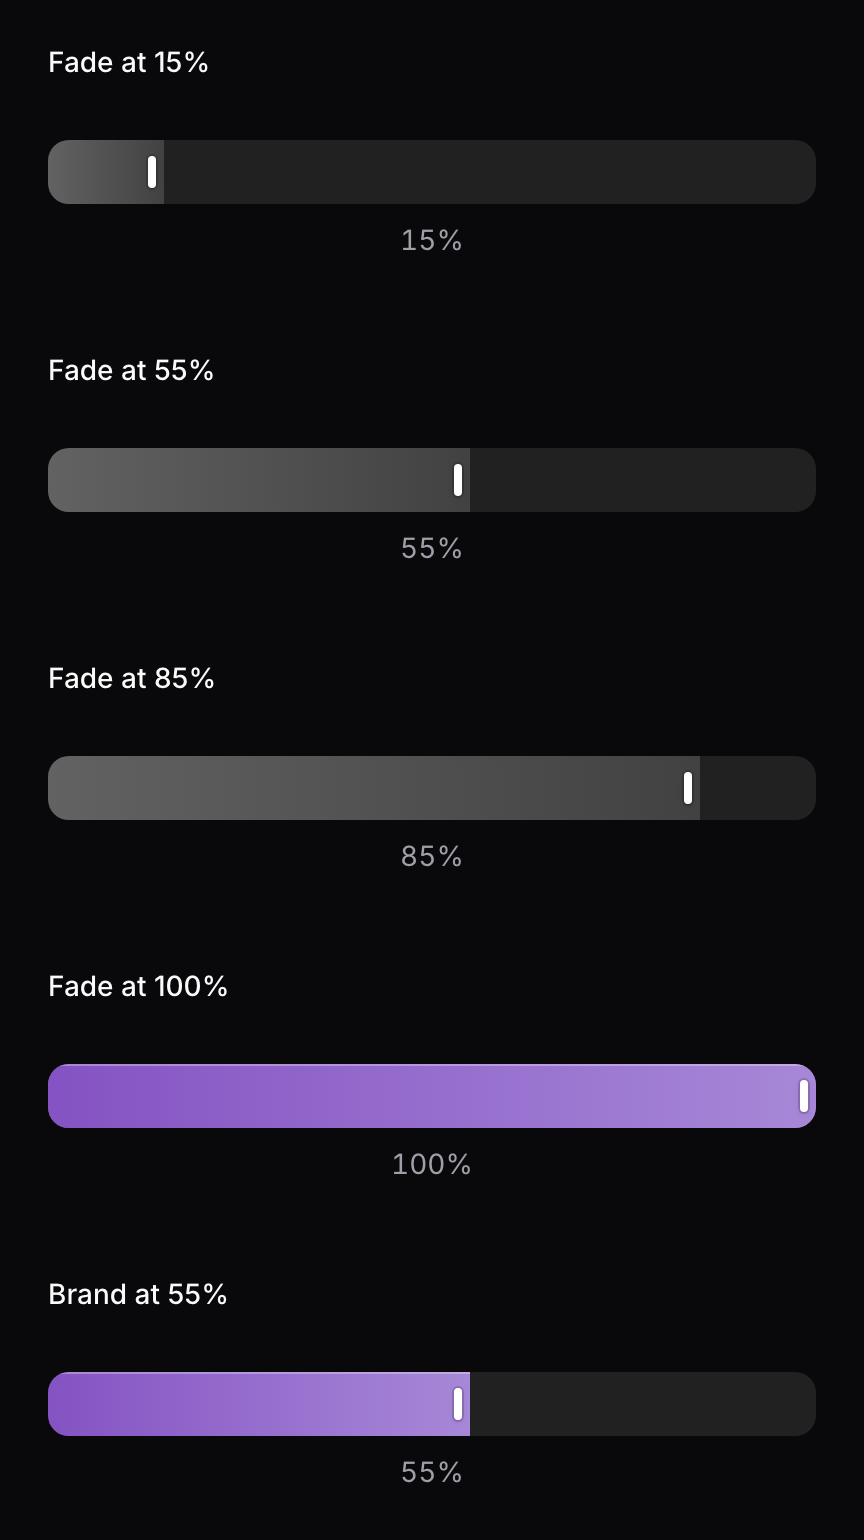 Fade at 15%
15%
Fade at 55%
55%
Fade at 85%
85%
Fade at 100%
100%
Brand at 55%
55%